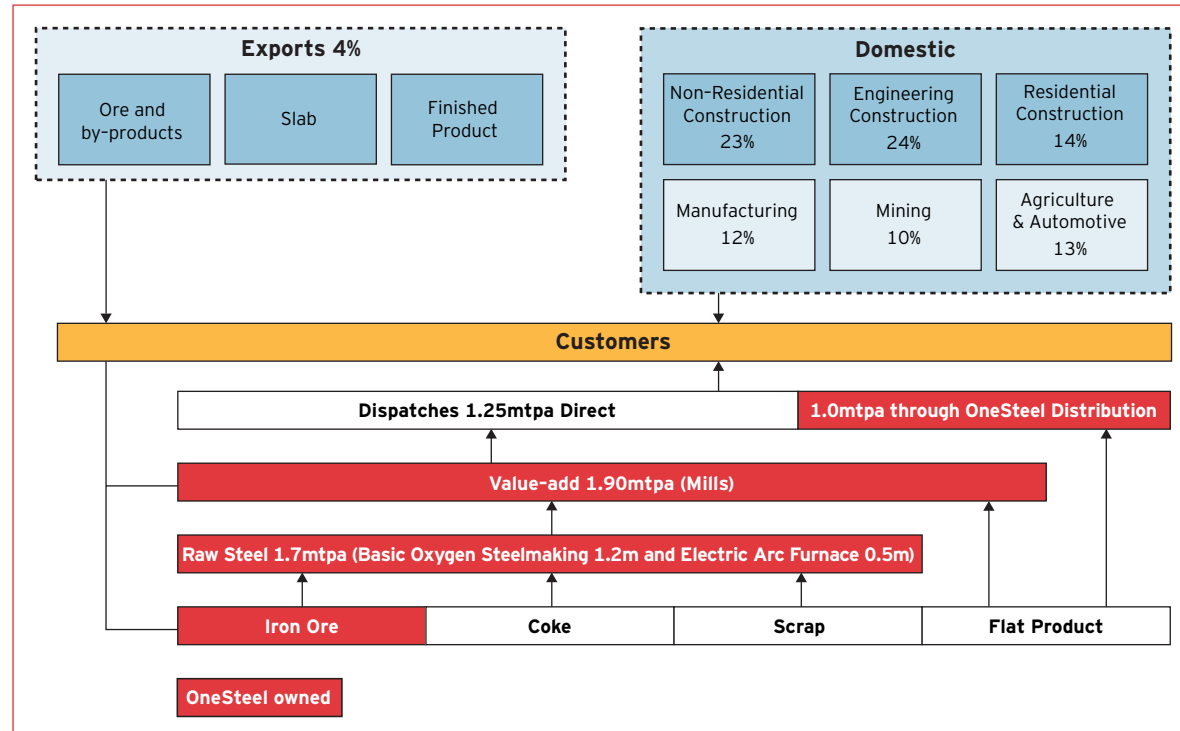 Exports 4%
Ore and
by-products
Slab
Finished
Product
Domestic
Non-Residential
Construction
23%
Engineering
Construction
24%
Residential
Construction
14%
Manufacturing
12%
Mining
10%
Agriculture
& Automotive
13%
Customers
Dispatches 1.25mtpa Direct
1.0mtpa through OneSteel Distribution
Value-add 1.90mtpa (Mills)
Raw Steel 1.7mtpa (Basic Oxygen Steelmaking 1.2m and Electric Arc Furnace 0.5m)
Iron Ore
Coke
Scrap
Flat Product
OneSteel owned